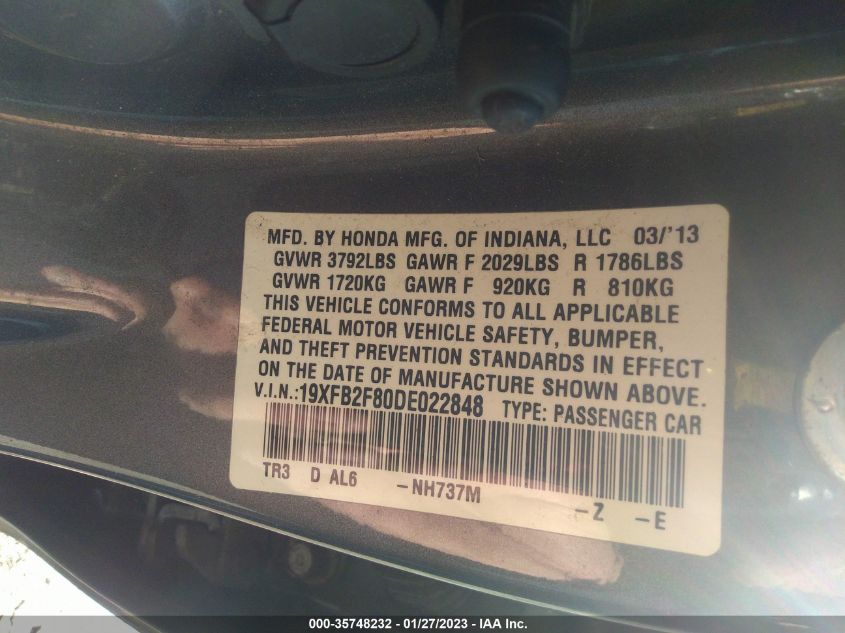 MFD. BY HONDA MFG. OF INDIANA, LLC 03/'13
GVWR 3792LBS GAWR F 2029LBS R 1786LBS
GVWR 1720KG GAWR F 920KG R 810KG
THIS VEHICLE CONFORMS TO ALL APPLICABLE
FEDERAL MOTOR VEHICLE SAFETY, BUMPER,
AND THEFT PREVENTION STANDARDS IN EFFECT
ON THE DATE OF MANUFACTURE SHOWN ABOVE.
V.I.N.:19XFB2F80DE022848 TYPE: PASSENGER CAR
TR3 D AL6 -NH737M -Z -E
000-35748232 - 01/27/2023 - IAA Inc.